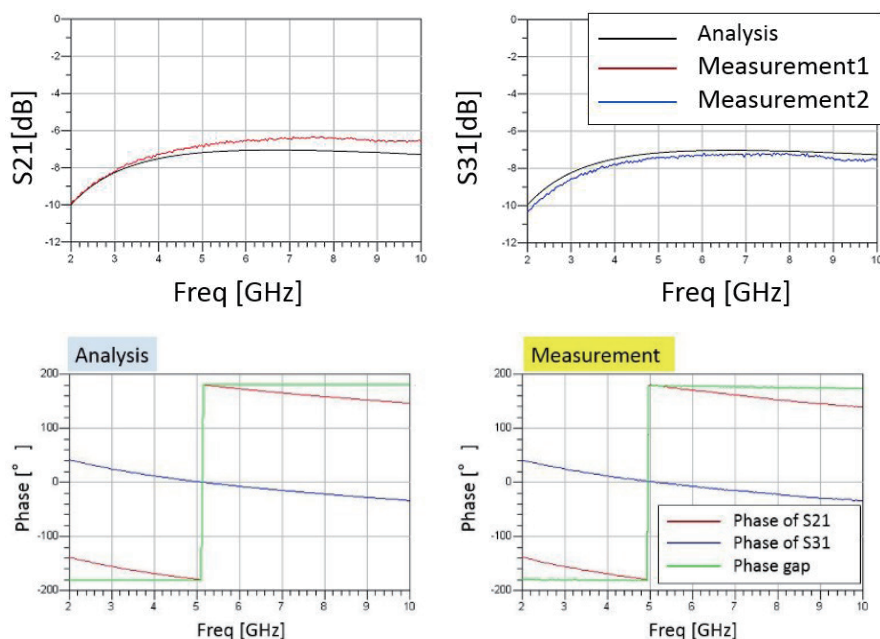 0
-2
-4
-6
-8
-10
-12
S21[dB]
2 3 4 5 6 7 8 9 10
Freq [GHz]
0
-2
-4
-6
-8
-10
-12
S31[dB]
2 3 4 5 6 7 8 9 10
Freq [GHz]
Analysis
Measurement1
Measurement2
Analysis
200
100
0
-100
-200
Phase [°]
2 3 4 5 6 7 8 9 10
Freq [GHz]
Measurement
200
100
0
-100
-200
Phase [°]
2 3 4 5 6 7 8 9 10
Freq [GHz]
Phase of S21
Phase of S31
Phase gap